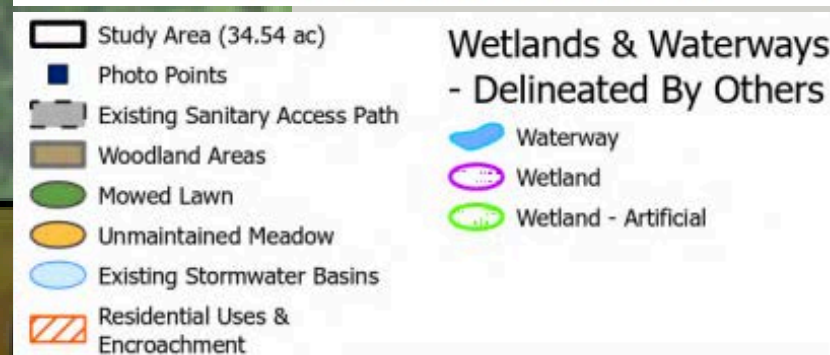 Study Area (34.54 ac)
Photo Points
Existing Sanitary Access Path
Woodland Areas
Mowed Lawn
Unmaintained Meadow
Existing Stormwater Basins
Residential Uses &
Encroachment
Wetlands & Waterways
- Delineated By Others
Waterway
Wetland
Wetland - Artificial